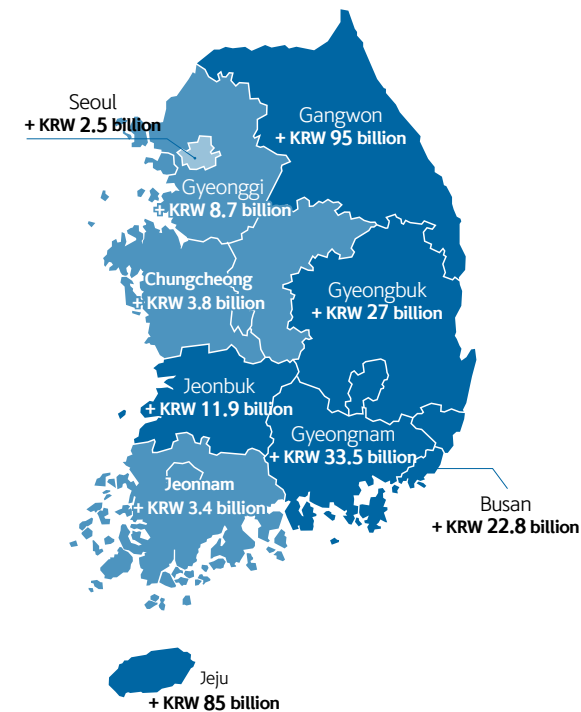 Seoul
+ KRW 2.5 billion
Gangwon
+ KRW 95 billion
Gyeonggi
+ KRW 8.7 billion
Chungcheong
+ KRW 3.8 billion
Gyeongbuk
+ KRW 27 billion
Jeonbuk
+ KRW 11.9 billion
Gyeongnam
+ KRW 33.5 billion
Jeonnam
+ KRW 3.4 billion
Busan
+ KRW 22.8 billion
Jeju
+ KRW 85 billion